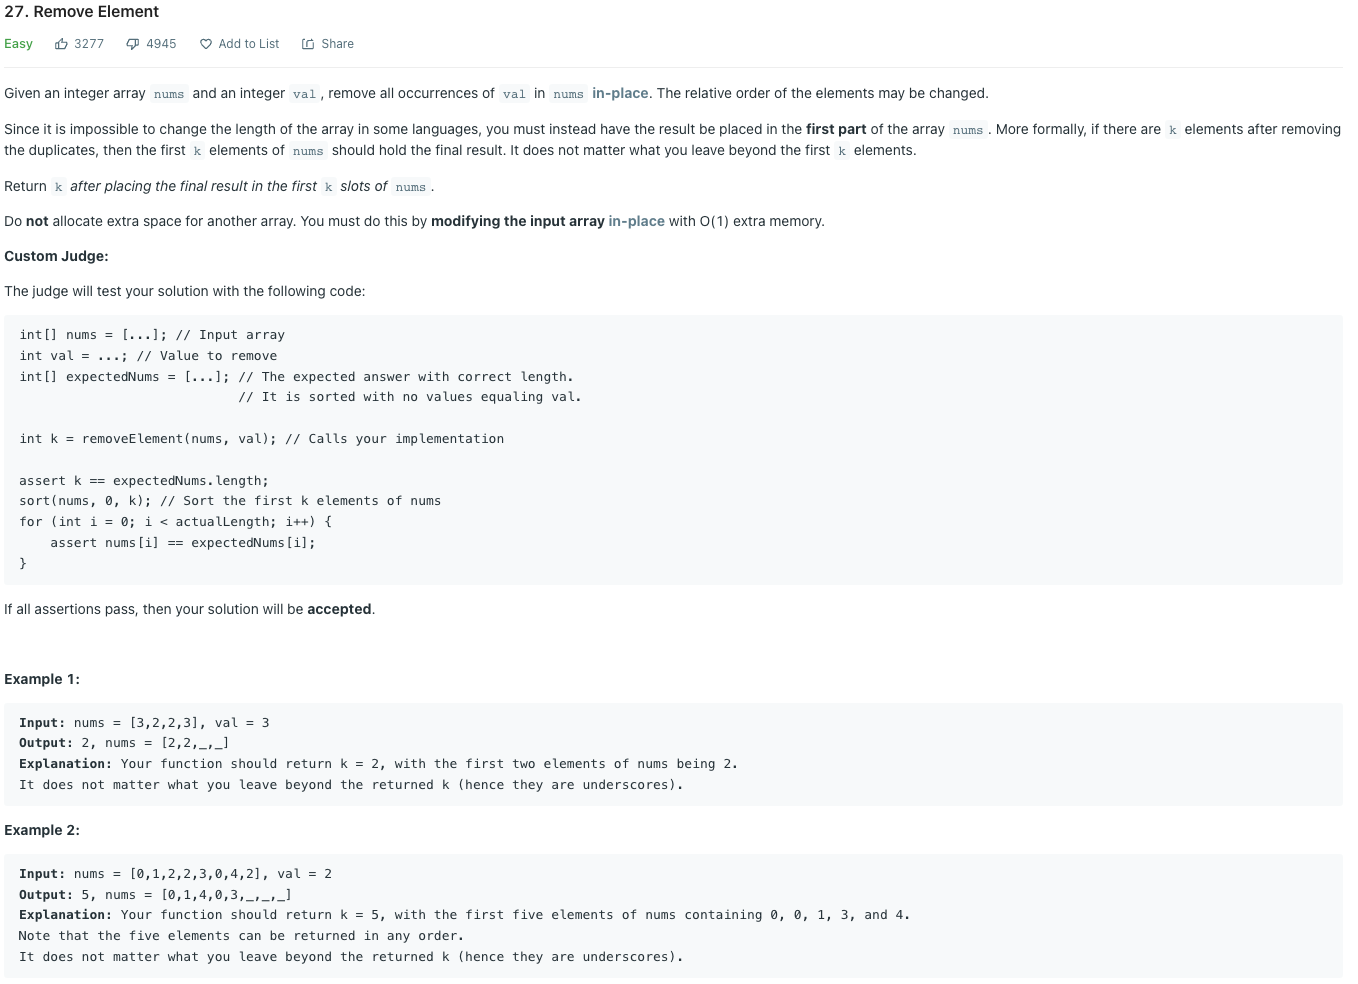 27. Remove Element
Easy 3277 4945 Add to List Share
Given an integer array nums and an integer val, remove all occurrences of val in nums in-place. The relative order of the elements may be changed.
Since it is impossible to change the length of the array in some languages, you must instead have the result be placed in the first part of the array nums. More formally, if there are k elements after removing
the duplicates, then the first k elements of nums should hold the final result. It does not matter what you leave beyond the first k elements.
Return k after placing the final result in the first k slots of nums.
Do not allocate extra space for another array. You must do this by modifying the input array in-place with O(1) extra memory.
Custom Judge:
The judge will test your solution with the following code:
int[] nums = [...]; // Input array
int val = ...; // Value to remove
int[] expectedNums = [...]; // The expected answer with correct length.
                            // It is sorted with no values equaling val.
int k = removeElement(nums, val); // Calls your implementation
assert k == expectedNums.length;
sort(nums, 0, k); // Sort the first k elements of nums
for (int i = 0; i < actualLength; i++) {
    assert nums[i] == expectedNums[i];
}
If all assertions pass, then your solution will be accepted.
Example 1:
Input: nums = [3,2,2,3], val = 3
Output: 2, nums = [2,2,_,_]
Explanation: Your function should return k = 2, with the first two elements of nums being 2.
It does not matter what you leave beyond the returned k (hence they are underscores).
Example 2:
Input: nums = [0,1,2,2,3,0,4,2], val = 2
Output: 5, nums = [0,1,4,0,3,_,_,_]
Explanation: Your function should return k = 5, with the first five elements of nums containing 0, 0, 1, 3, and 4.
Note that the five elements can be returned in any order.
It does not matter what you leave beyond the returned k (hence they are underscores).